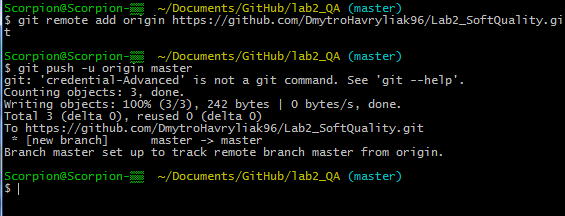 Scorpion@Scorpion-▒▒ ~/Documents/GitHub/lab2_QA (master)
$ git remote add origin https://github.com/DmytroHavryliak96/Lab2_SoftQuality.gi
t
Scorpion@Scorpion-▒▒ ~/Documents/GitHub/lab2_QA (master)
$ git push -u origin master
git: 'credential-Advanced' is not a git command. See 'git --help'.
Counting objects: 3, done.
Writing objects: 100% (3/3), 242 bytes | 0 bytes/s, done.
Total 3 (delta 0), reused 0 (delta 0)
To https://github.com/DmytroHavryliak96/Lab2_SoftQuality.git
 * [new branch]      master -> master
Branch master set up to track remote branch master from origin.
Scorpion@Scorpion-▒▒ ~/Documents/GitHub/lab2_QA (master)
$